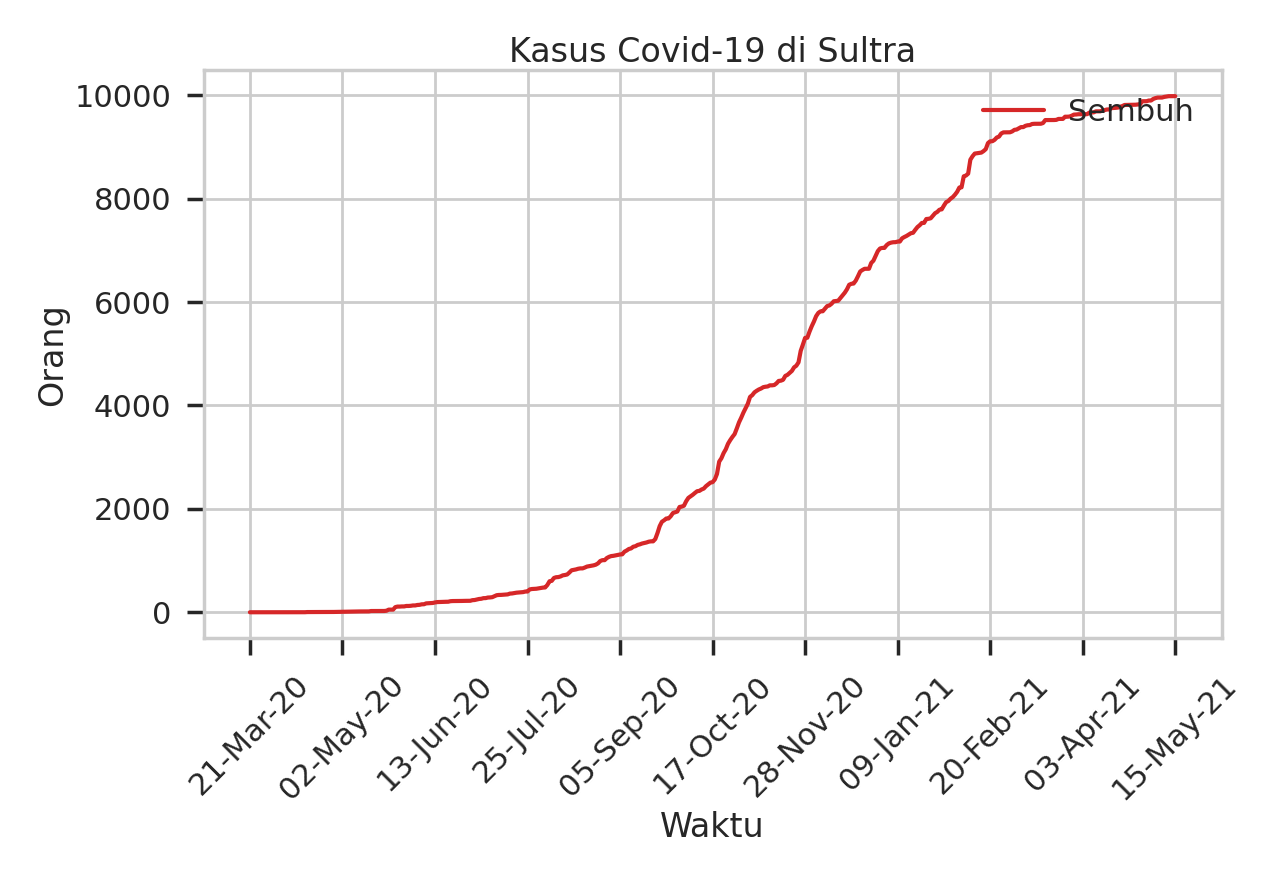 Kasus Covid-19 di Sultra
Sembuh
Orang
10000
8000
6000
4000
2000
0
21-Mar-20
02-May-20
13-Jun-20
25-Jul-20
05-Sep-20
17-Oct-20
28-Nov-20
09-Jan-21
20-Feb-21
03-Apr-21
15-May-21
Waktu